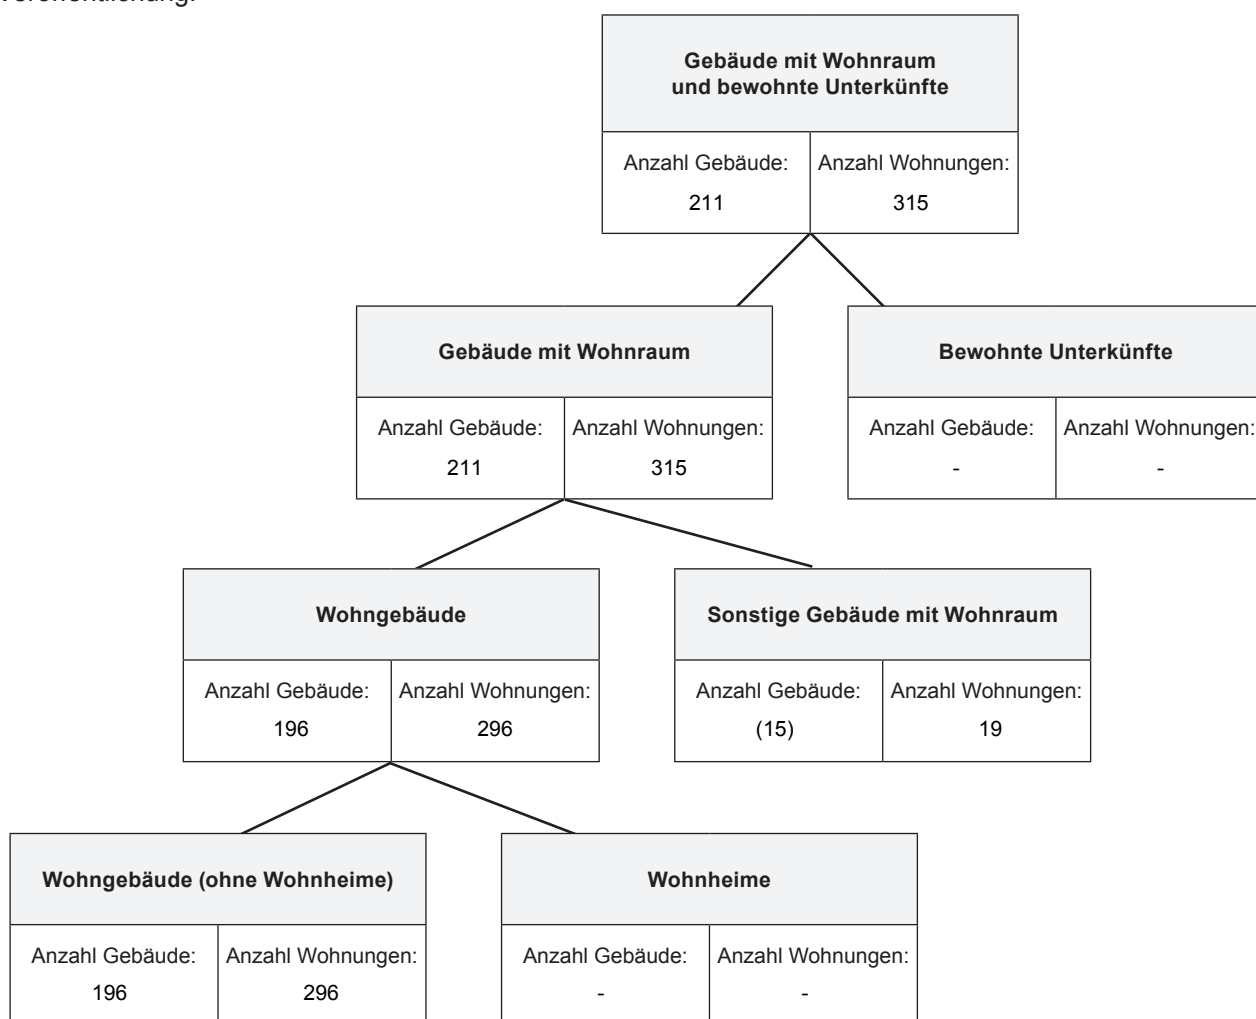 Veröffentlichung.
Gebäude mit Wohnraum
und bewohnte Unterkünfte
Anzahl Gebäude: Anzahl Wohnungen:
211 315
Gebäude mit Wohnraum Bewohnte Unterkünfte
Anzahl Gebäude: Anzahl Wohnungen: Anzahl Gebäude: Anzahl Wohnungen:
211 315 - -
Wohngebäude Sonstige Gebäude mit Wohnraum
Anzahl Gebäude: Anzahl Wohnungen: Anzahl Gebäude: Anzahl Wohnungen:
196 296 (15) 19
Wohngebäude (ohne Wohnheime) Wohnheime
Anzahl Gebäude: Anzahl Wohnungen: Anzahl Gebäude: Anzahl Wohnungen:
196 296 - -